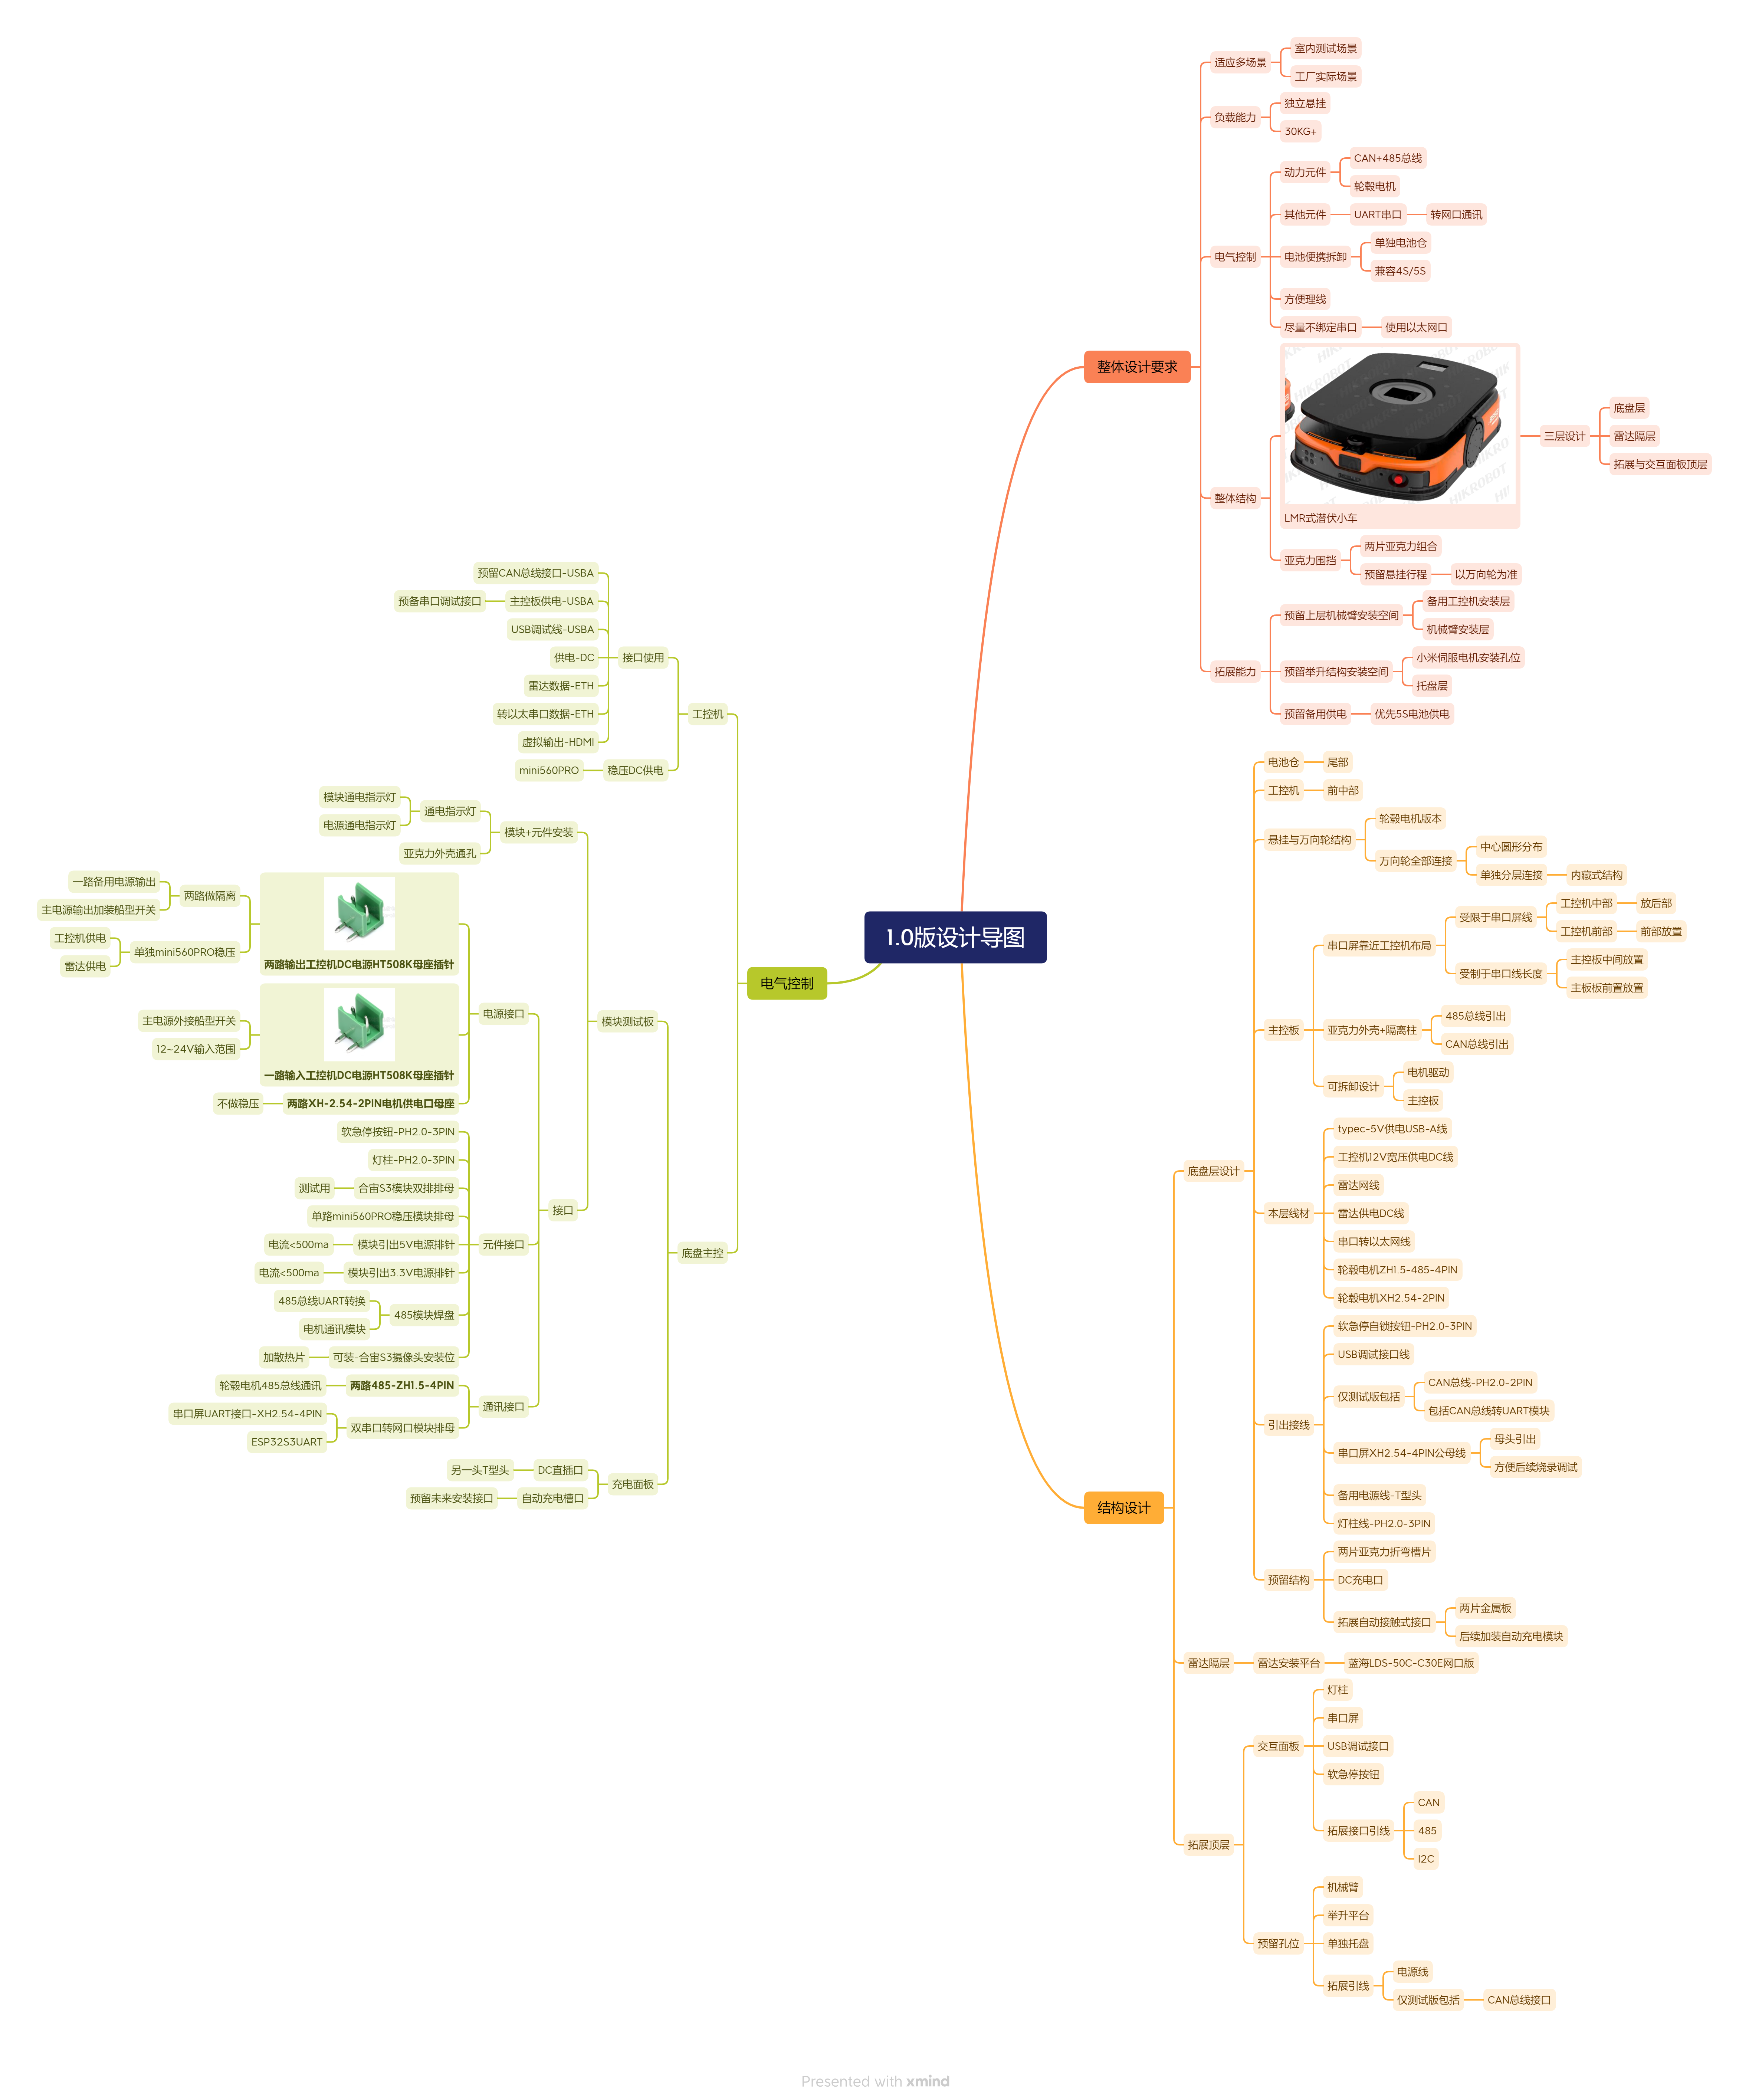 1.0版设计导图
整体设计要求
适应多场景
室内测试场景
工厂实际场景
负载能力
独立悬挂
30KG+
电气控制
动力元件
CAN+485总线
轮毂电机
其他元件
UART串口
转网口通讯
电池便携拆卸
单独电池仓
兼容4S/5S
方便理线
尽量不绑定串口
使用以太网口
整体结构
HIKROBOT
LMR式潜伏小车
三层设计
底盘层
雷达隔层
拓展与交互面板顶层
亚克力围挡
两片亚克力组合
预留悬挂行程
以万向轮为准
拓展能力
预留上层机械臂安装空间
备用工控机安装层
机械臂安装层
预留举升结构安装空间
小米伺服电机安装孔位
托盘层
预留备用供电
优先5S电池供电
结构设计
底盘层设计
电池仓
尾部
工控机
前中部
悬挂与万向轮结构
轮毂电机版本
万向轮全部连接
中心圆形分布
单独分层连接
内藏式结构
主控板
串口屏靠近工控机布局
受限于串口屏线
工控机中部
放后部
工控机前部
前部放置
受制于串口线长度
主控板中间放置
主板板前置放置
亚克力外壳+隔离柱
485总线引出
CAN总线引出
可拆卸设计
电机驱动
主控板
本层线材
typec-5V供电USB-A线
工控机12V宽压供电DC线
雷达网线
雷达供电DC线
串口转以太网线
轮毂电机ZH1.5-485-4PIN
轮毂电机XH2.54-2PIN
引出接线
软急停自锁按钮-PH2.0-3PIN
USB调试接口线
仅测试版包括
CAN总线-PH2.0-2PIN
包括CAN总线转UART模块
串口屏XH2.54-4PIN公母线
母头引出
方便后续烧录调试
备用电源线-T型头
灯柱线-PH2.0-3PIN
预留结构
两片亚克力折弯槽片
DC充电口
拓展自动接触式接口
两片金属板
后续加装自动充电模块
雷达隔层
雷达安装平台
蓝海LDS-50C-C30E网口版
拓展顶层
交互面板
灯柱
串口屏
USB调试接口
软急停按钮
拓展接口引线
CAN
485
I2C
预留孔位
机械臂
举升平台
单独托盘
拓展引线
电源线
仅测试版包括
CAN总线接口
电气控制
工控机
接口使用
预留CAN总线接口-USBA
主控板供电-USBA
预备串口调试接口
USB调试线-USBA
供电-DC
雷达数据-ETH
转以太串口数据-ETH
虚拟输出-HDMI
稳压DC供电
mini560PRO
底盘主控
模块测试板
模块+元件安装
通电指示灯
模块通电指示灯
电源通电指示灯
亚克力外壳通孔
接口
电源接口
两路输出工控机DC电源HT508K母座插针
两路做隔离
一路备用电源输出
主电源输出加装船型开关
单独mini560PRO稳压
工控机供电
雷达供电
一路输入工控机DC电源HT508K母座插针
主电源外接船型开关
12~24V输入范围
两路XH-2.54-2PIN电机供电口母座
不做稳压
元件接口
软急停按钮-PH2.0-3PIN
灯柱-PH2.0-3PIN
合宙S3模块双排排母
测试用
单路mini560PRO稳压模块排母
模块引出5V电源排针
电流<500ma
模块引出3.3V电源排针
电流<500ma
485模块焊盘
485总线UART转换
电机通讯模块
可装-合宙S3摄像头安装位
加散热片
通讯接口
两路485-ZH1.5-4PIN
轮毂电机485总线通讯
双串口转网口模块排母
串口屏UART接口-XH2.54-4PIN
ESP32S3UART
充电面板
DC直插口
另一头T型头
自动充电槽口
预留未来安装接口
Presented with xmind